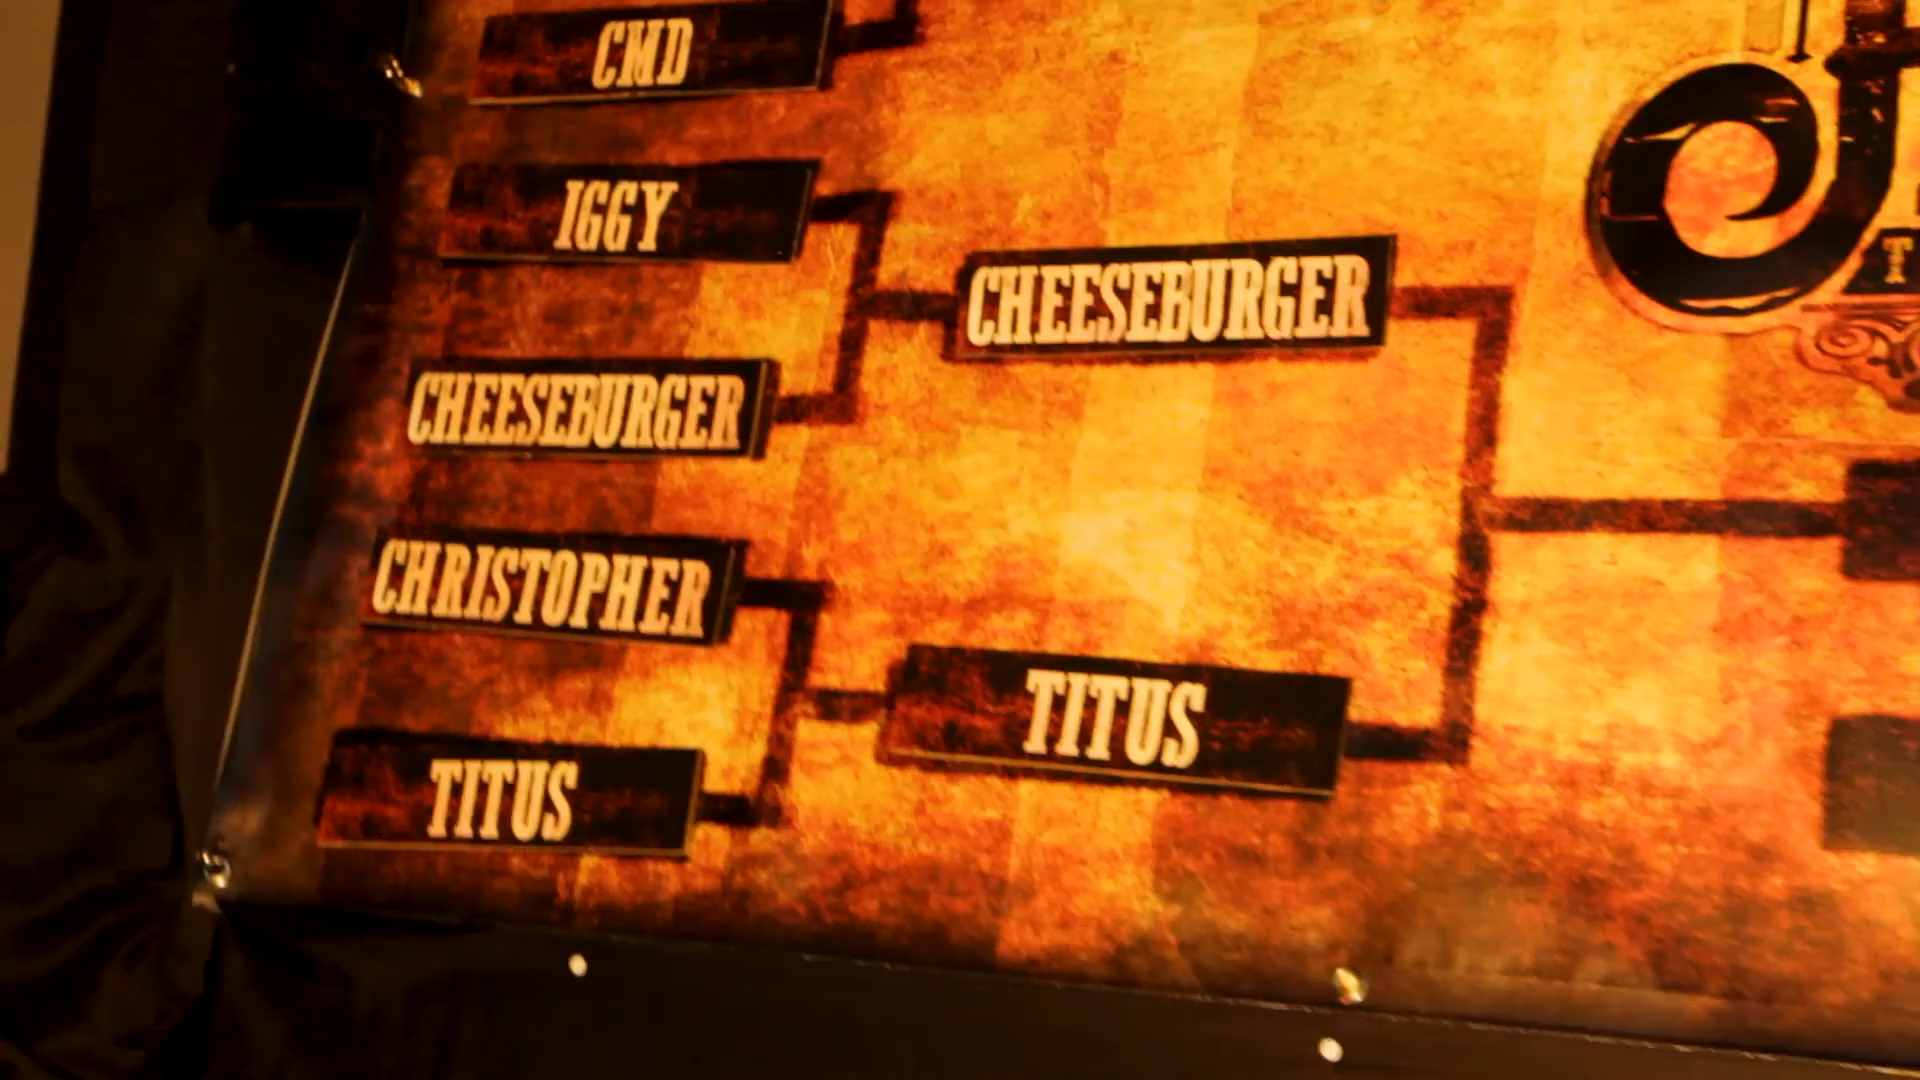 CMD
IGGY
CHEESEBURGER
CHEESEBURGER
CHRISTOPHER
TITUS
TITUS